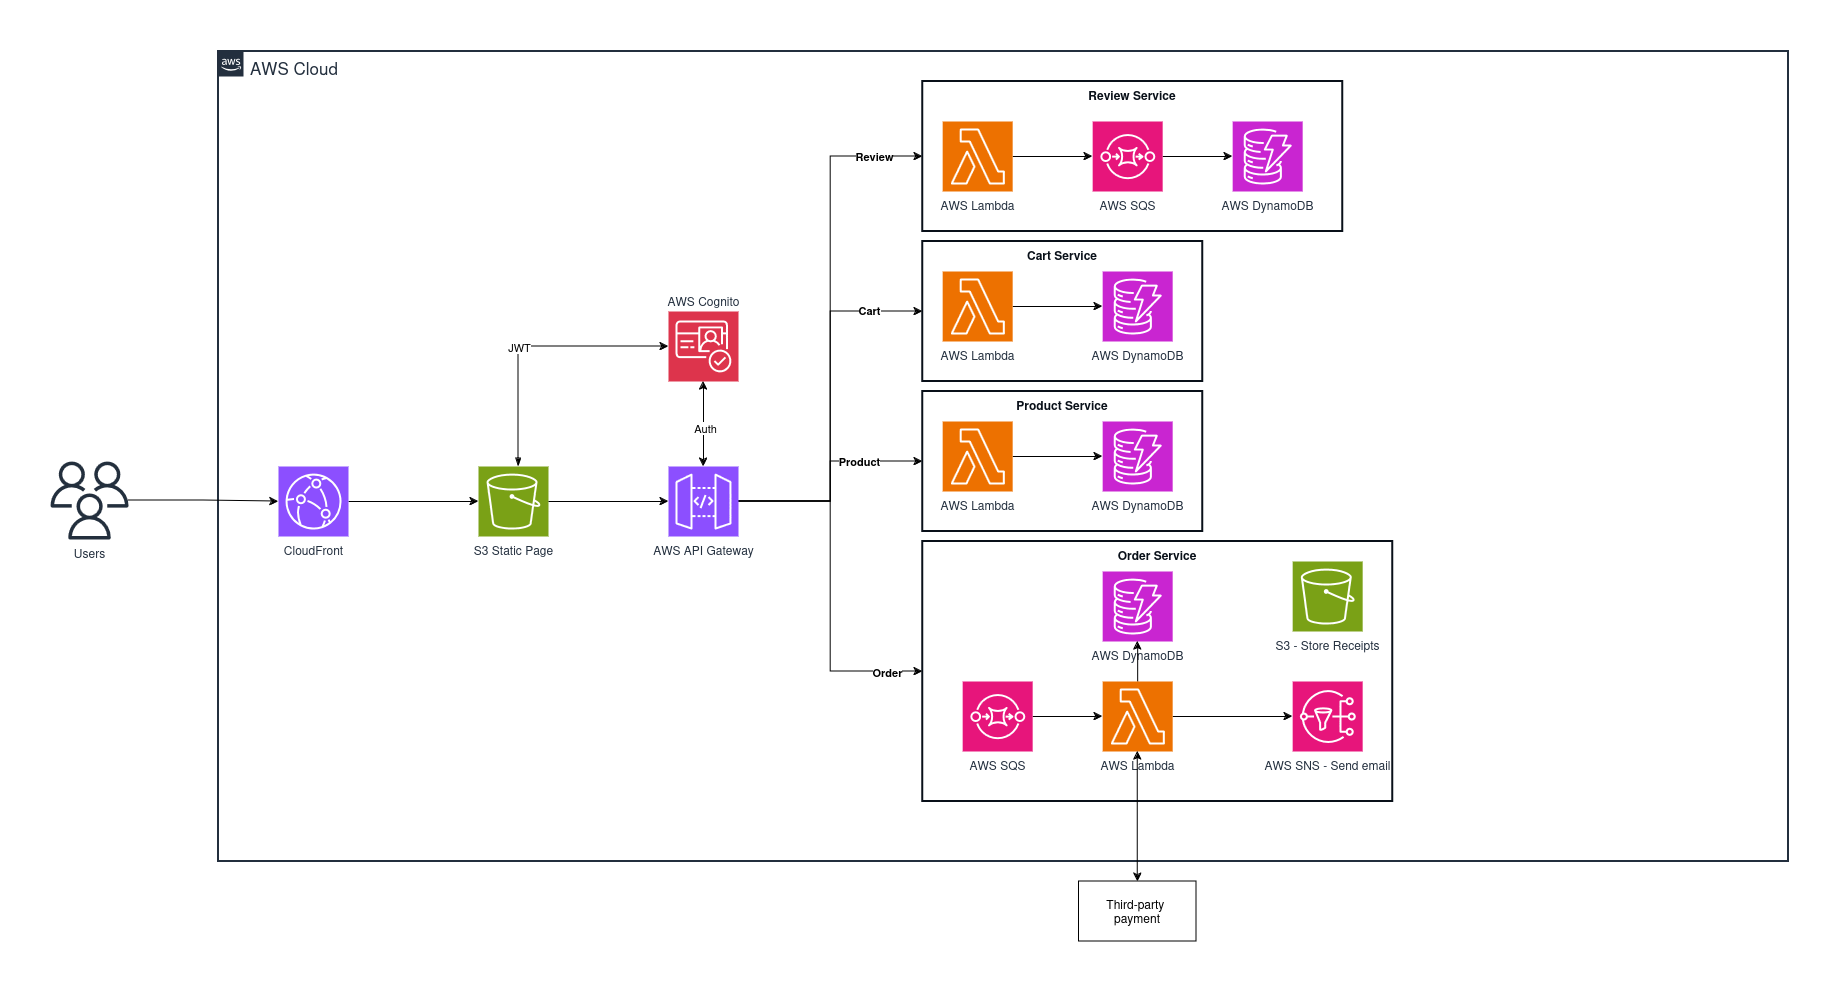 aws
AWS Cloud
Review Service
Review
AWS Lambda
AWS SQS
AWS DynamoDB
Cart Service
Cart
AWS Lambda
AWS DynamoDB
AWS Cognito
JWT
Auth
Product Service
Product
AWS Lambda
AWS DynamoDB
Users
CloudFront
S3 Static Page
</>
AWS API Gateway
Order Service
Order
AWS DynamoDB
S3 - Store Receipts
AWS SQS
AWS Lambda
AWS SNS - Send email
Third-party
payment